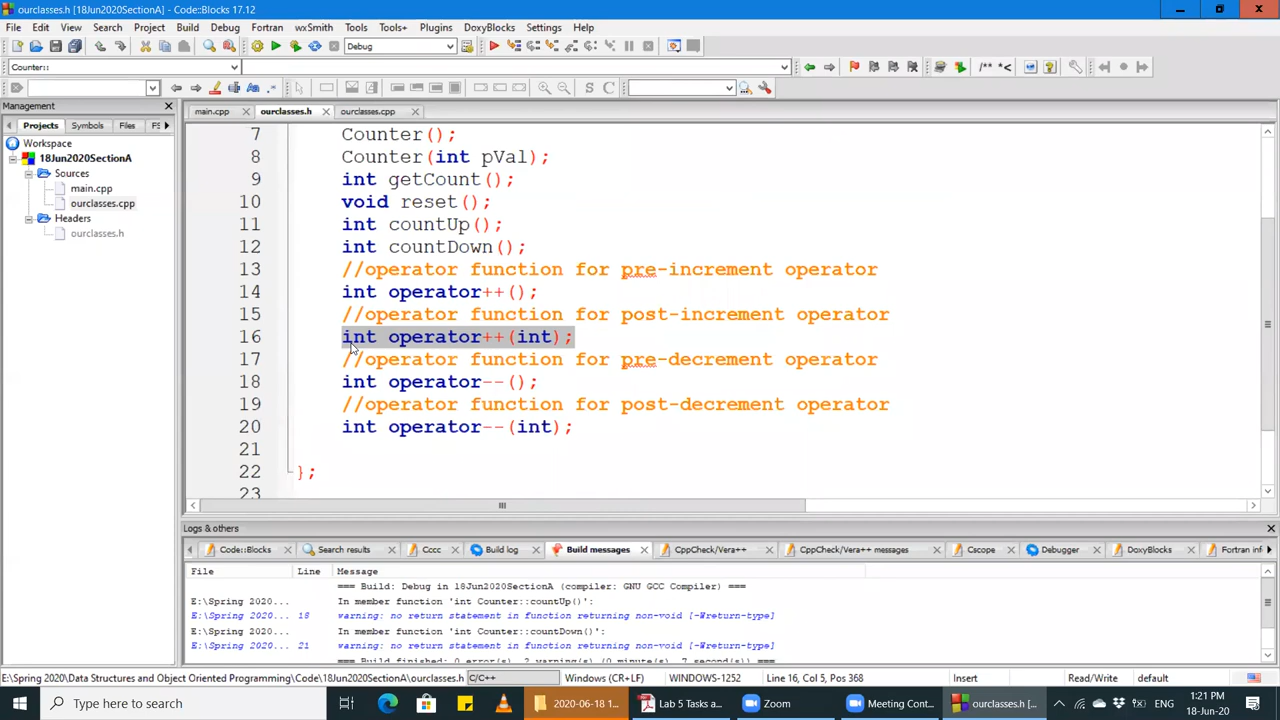 ourclasses.h [18Jun2020SectionA] - Code::Blocks 17.12
File Edit View Search Project Build Debug Fortran wxSmith Tools Tools+ Plugins DoxyBlocks Settings Help
Debug
Counter::
/** *<
S C
Management
Projects Symbols Files FS
main.cpp ourclasses.h ourclasses.cpp
Workspace
18Jun2020SectionA
Sources
main.cpp
ourclasses.cpp
Headers
ourclasses.h
7 Counter();
8 Counter(int pVal);
9 int getCount();
10 void reset();
11 int countUp();
12 int countDown();
13 //operator function for pre-increment operator
14 int operator++();
15 //operator function for post-increment operator
16 int operator++(int);
17 //operator function for pre-decrement operator
18 int operator--();
19 //operator function for post-decrement operator
20 int operator--(int);
21
22 };
23
Logs & others
Code::Blocks Search results Cccc Build log Build messages CppCheck/Vera++ CppCheck/Vera++ messages Cscope Debugger DoxyBlocks Fortran info
File Line Message
=== Build: Debug in 18Jun2020SectionA (compiler: GNU GCC Compiler) ===
E:\Spring 2020... In member function 'int Counter::countUp()':
E:\Spring 2020... 18 warning: no return statement in function returning non-void [-Wreturn-type]
E:\Spring 2020... In member function 'int Counter::countDown()':
E:\Spring 2020... 21 warning: no return statement in function returning non-void [-Wreturn-type]
=== Build finished: 0 error(s), 2 warning(s) (0 minute(s), 7 second(s)) ===
E:\Spring 2020\Data Structures and Object Oriented Programming\Code\18Jun2020SectionA\ourclasses.h C/C++ Windows (CR+LF) WINDOWS-1252 Line 16, Col 5, Pos 368 Insert Read/Write default
Type here to search
2020-06-18 1... Lab 5 Tasks a... Zoom Meeting Cont... ourclasses.h [... ENG
1:21 PM
18-Jun-20